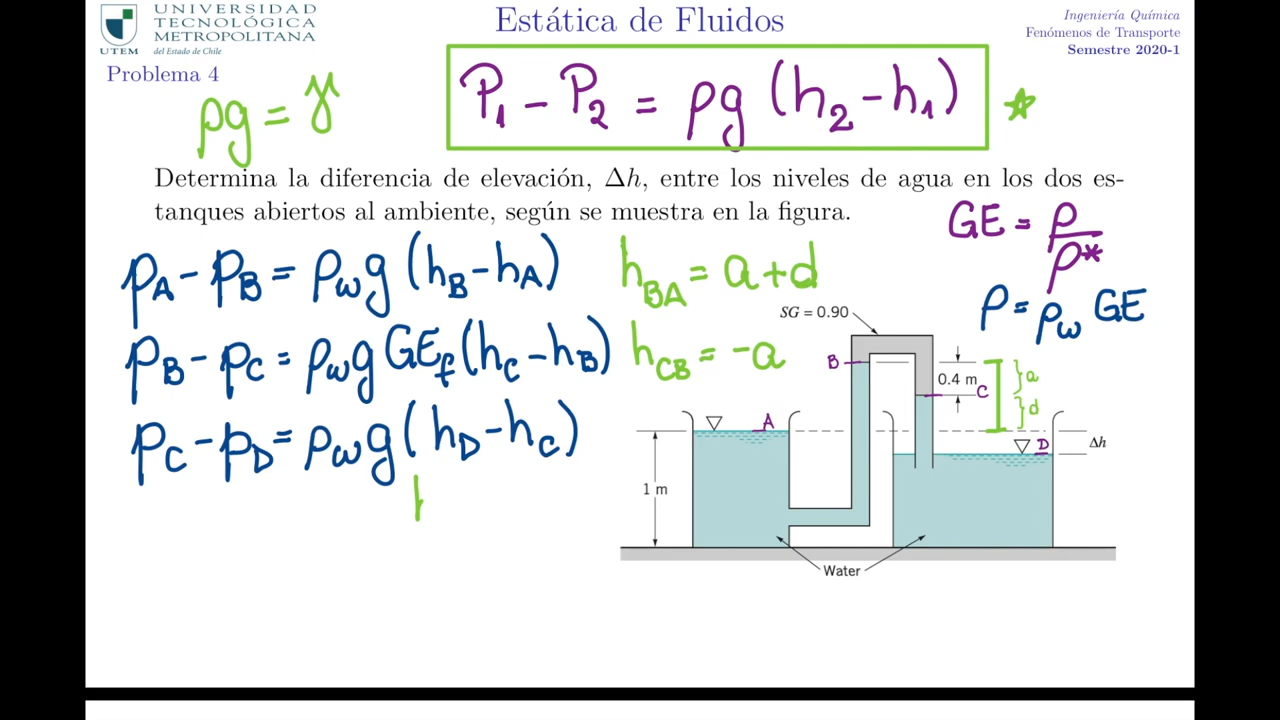 UNIVERSIDAD
TECNOLÓGICA
METROPOLITANA
del Estado de Chile
UTEM
Estática de Fluidos
Ingeniería Química
Fenómenos de Transporte
Semestre 2020-1
Problema 4
ρg = γ
P₁ - P₂ = ρg (h₂ - h₁)
Determina la diferencia de elevación, Δh, entre los niveles de agua en los dos es-
tanques abiertos al ambiente, según se muestra en la figura.
GE = ρ/ρ*
ρ = ρw GE
pA - pB = ρw g (hB - hA)
hBA = a + d
pB - pC = ρw g GEf (hC - hB)
hCB = -a
pC - pD = ρw g (hD - hC)
SG = 0.90
B
0.4 m
C
a
d
A
D
Δh
1 m
Water